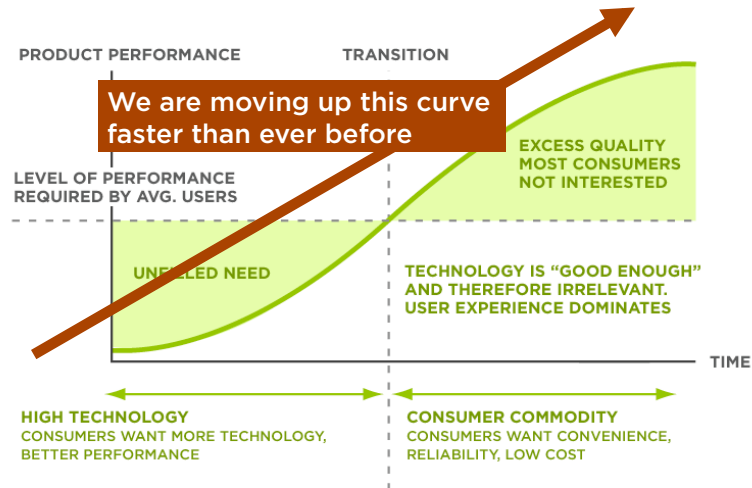 PRODUCT PERFORMANCE
TRANSITION
We are moving up this curve
faster than ever before
EXCESS QUALITY
MOST CONSUMERS
NOT INTERESTED
LEVEL OF PERFORMANCE
REQUIRED BY AVG. USERS
UNFILLED NEED
TECHNOLOGY IS “GOOD ENOUGH”
AND THEREFORE IRRELEVANT.
USER EXPERIENCE DOMINATES
TIME
HIGH TECHNOLOGY
CONSUMERS WANT MORE TECHNOLOGY,
BETTER PERFORMANCE
CONSUMER COMMODITY
CONSUMERS WANT CONVENIENCE,
RELIABILITY, LOW COST